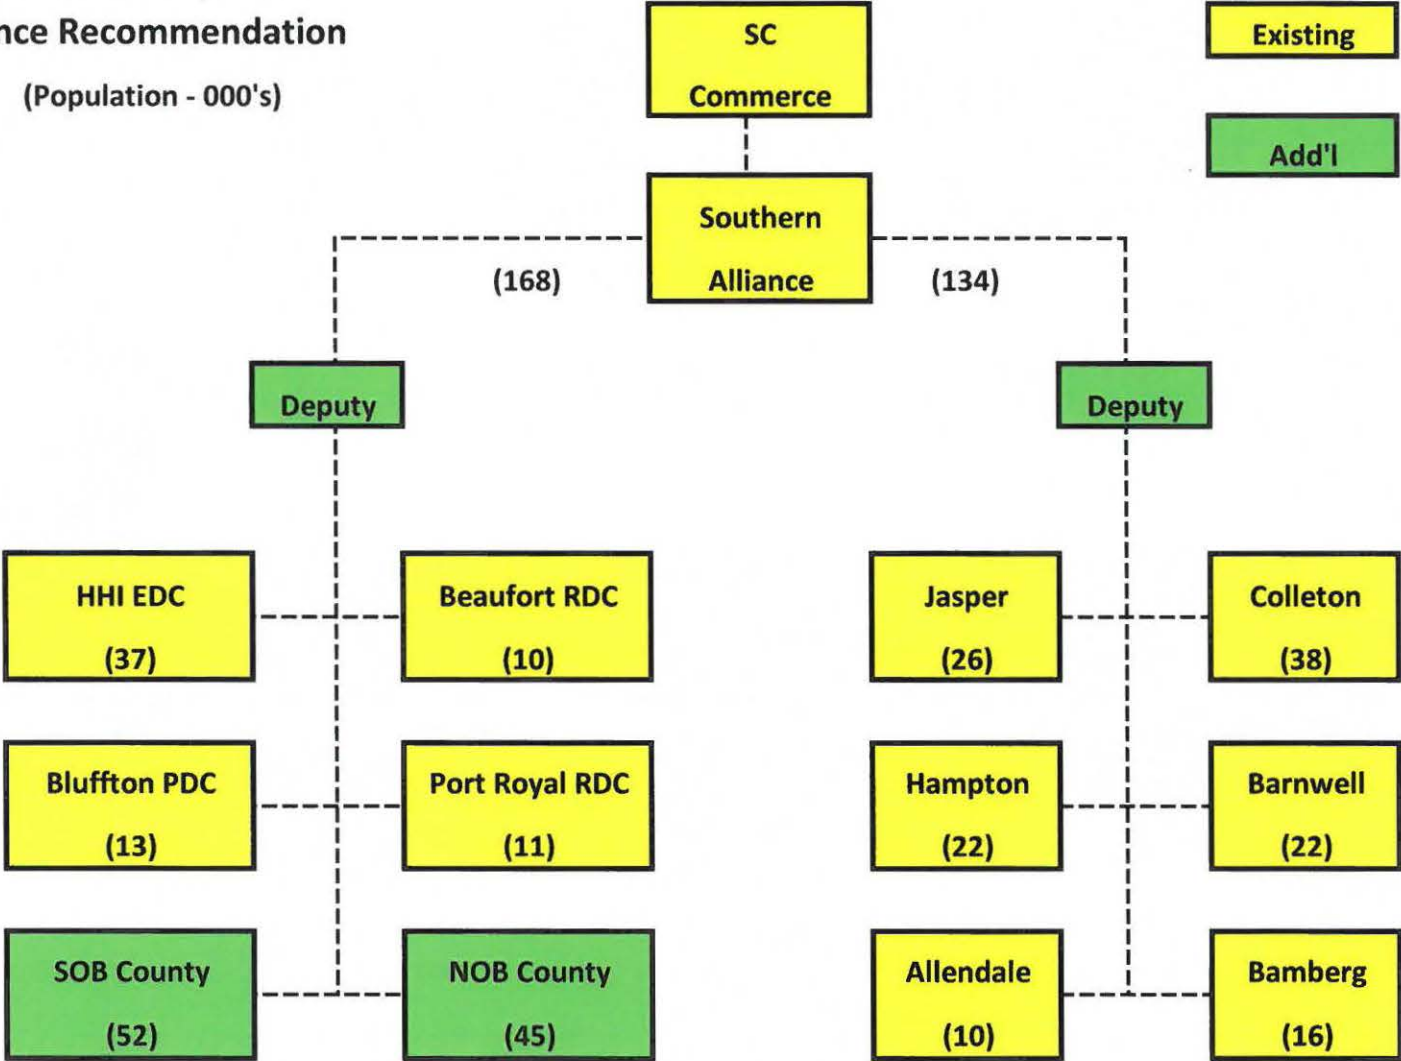 Recommendation
(Population - 000's)
SC
Commerce
Existing
Add'l
Southern
Alliance
(168)
(134)
Deputy
Deputy
HHI EDC
(37)
Beaufort RDC
(10)
Jasper
(26)
Colleton
(38)
Bluffton PDC
(13)
Port Royal RDC
(11)
Hampton
(22)
Barnwell
(22)
SOB County
(52)
NOB County
(45)
Allendale
(10)
Bamberg
(16)